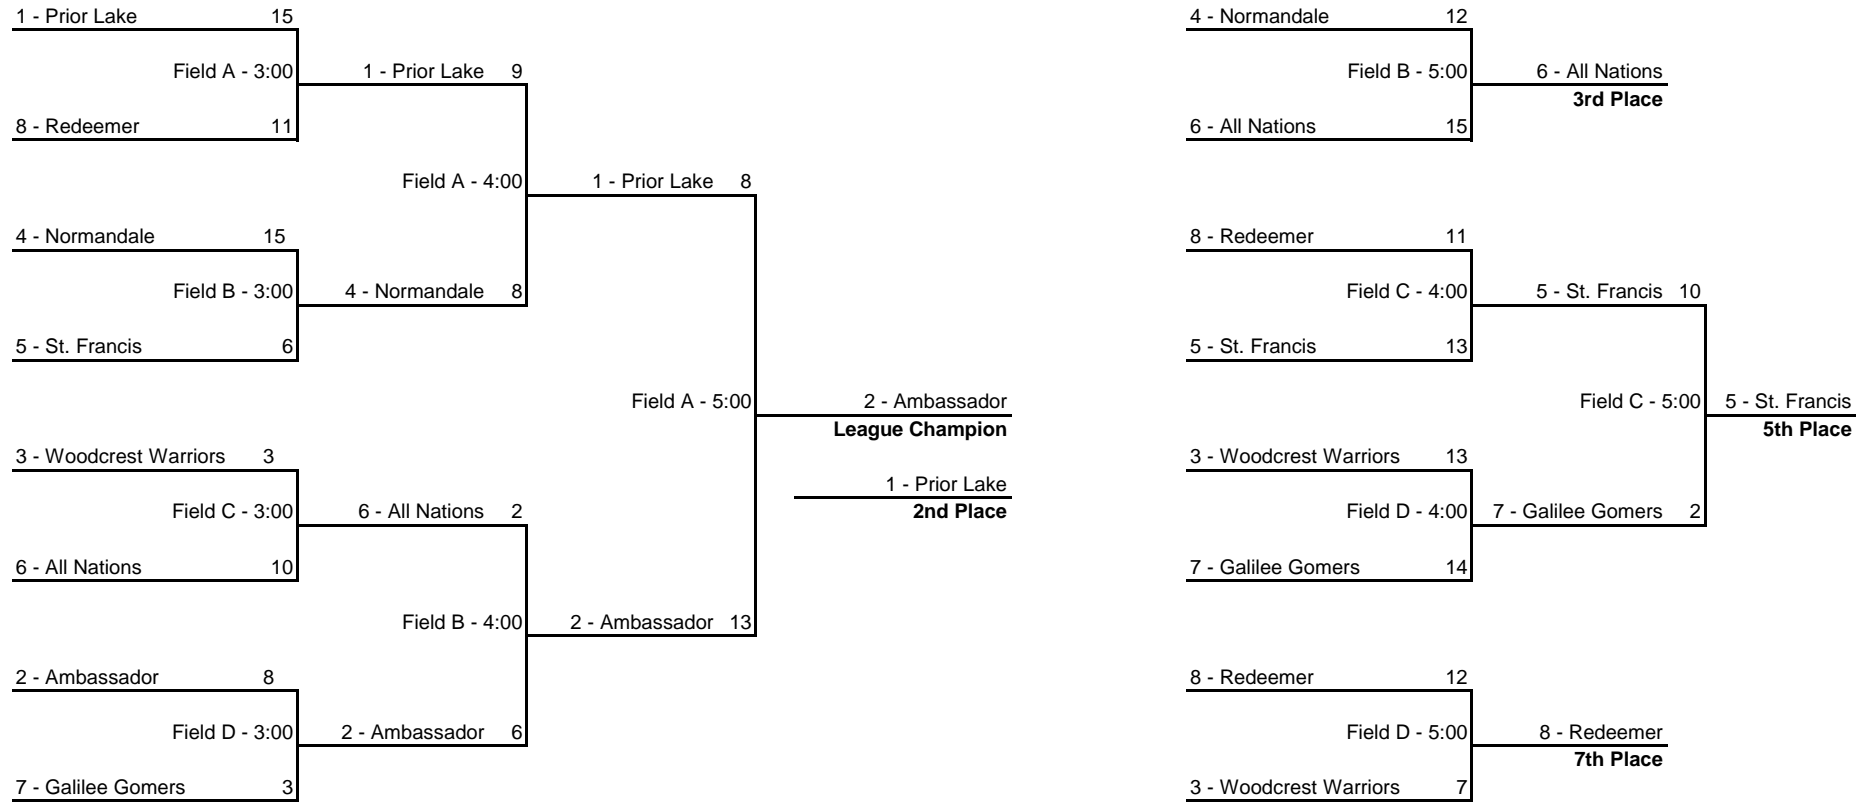 1 - Prior Lake 15
Field A - 3:00
8 - Redeemer 11
1 - Prior Lake 9
Field A - 4:00
4 - Normandale 15
Field B - 3:00
5 - St. Francis 6
4 - Normandale 8
1 - Prior Lake 8
Field A - 5:00
3 - Woodcrest Warriors 3
Field C - 3:00
6 - All Nations 10
6 - All Nations 2
Field B - 4:00
2 - Ambassador 8
Field D - 3:00
7 - Galilee Gomers 3
2 - Ambassador 6
2 - Ambassador 13
2 - Ambassador
League Champion
1 - Prior Lake
2nd Place
4 - Normandale 12
Field B - 5:00
6 - All Nations 15
6 - All Nations
3rd Place
8 - Redeemer 11
Field C - 4:00
5 - St. Francis 13
5 - St. Francis 10
Field C - 5:00
3 - Woodcrest Warriors 13
Field D - 4:00
7 - Galilee Gomers 14
7 - Galilee Gomers 2
5 - St. Francis
5th Place
8 - Redeemer 12
Field D - 5:00
3 - Woodcrest Warriors 7
8 - Redeemer
7th Place